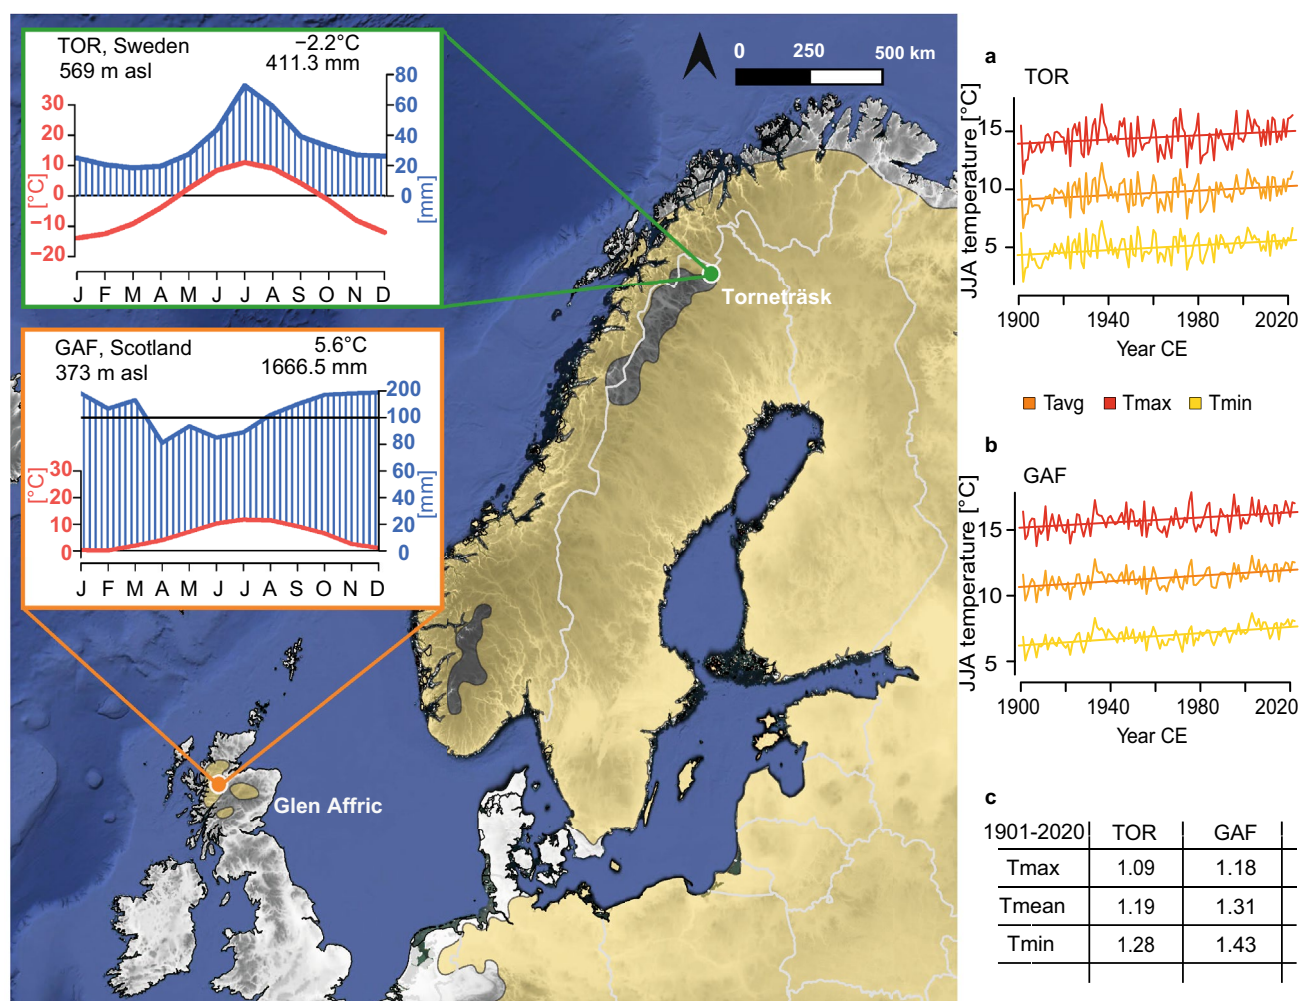 TOR, Sweden
569 m asl
−2.2°C
411.3 mm
30
20
10
0
−10
−20
[°C]
80
60
40
20
0
[mm]
J F M A M J J A S O N D
GAF, Scotland
373 m asl
5.6°C
1666.5 mm
30
20
10
0
[°C]
200
100
80
60
40
20
0
[mm]
J F M A M J J A S O N D
0 250 500 km
Torneträsk
Glen Affric
a
TOR
JJA temperature [°C]
15
10
5
1900 1940 1980 2020
Year CE
Tavg Tmax Tmin
b
GAF
JJA temperature [°C]
15
10
5
1900 1940 1980 2020
Year CE
c
1901-2020 TOR GAF
Tmax 1.09 1.18
Tmean 1.19 1.31
Tmin 1.28 1.43